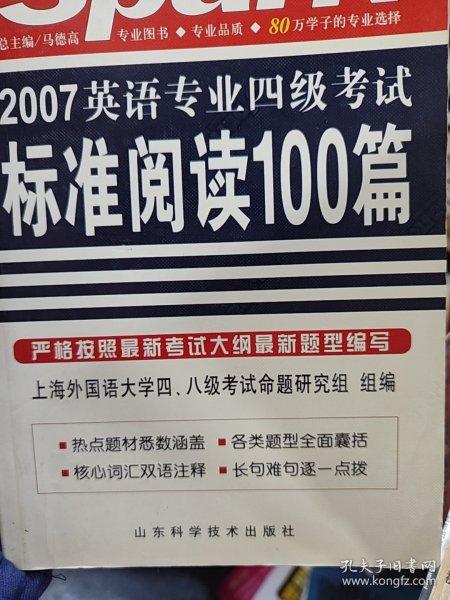 Spark
总主编/马德高
专业图书 ◆ 专业品质 ◆ 80万学子的专业选择
2007英语专业四级考试
标准阅读100篇
严格按照最新考试大纲最新题型编写
上海外国语大学四、八级考试命题研究组 组编
▪ 热点题材悉数涵盖 ▪ 各类题型全面囊括
▪ 核心词汇双语注释 ▪ 长句难句逐一点拨
山东科学技术出版社
孔夫子旧书网
www.kongfz.com